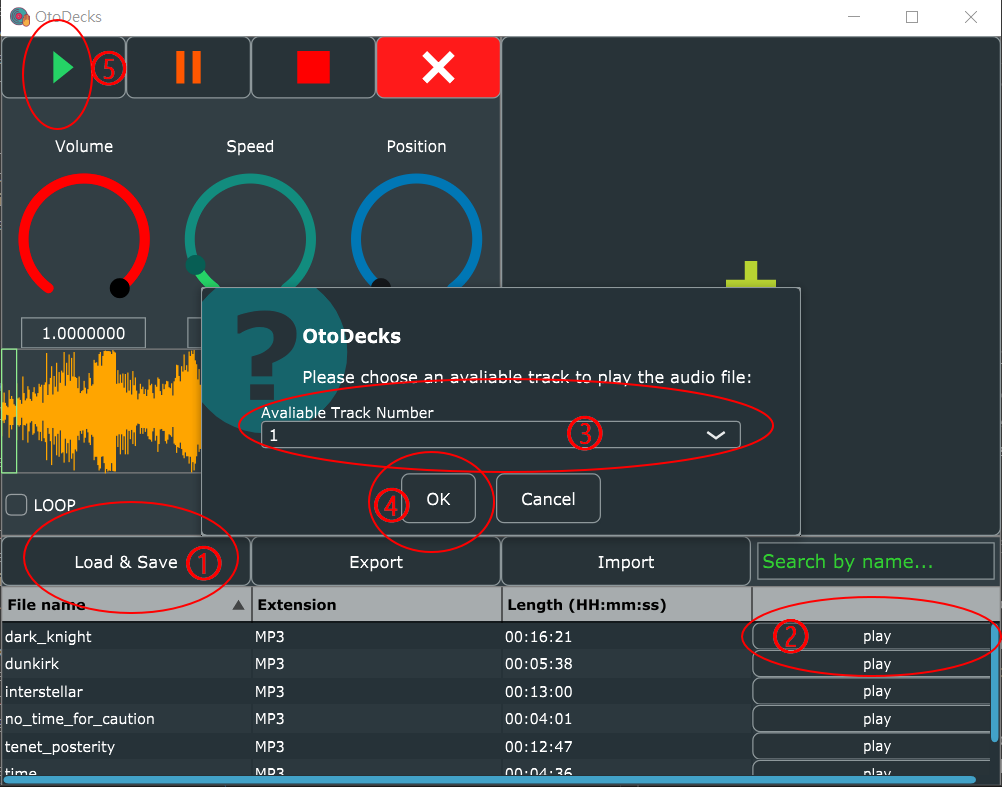 OtoDecks
⑤
Volume Speed Position
1.0000000
OtoDecks
Please choose an avaliable track to play the audio file:
Avaliable Track Number
1 ③
④ OK Cancel
LOOP
Load & Save ① Export Import Search by name...
File name Extension Length (HH:mm:ss)
dark_knight MP3 00:16:21 ② play
dunkirk MP3 00:05:38 play
interstellar MP3 00:13:00 play
no_time_for_caution MP3 00:04:01 play
tenet_posterity MP3 00:12:47 play
time MP3 00:04:36 play